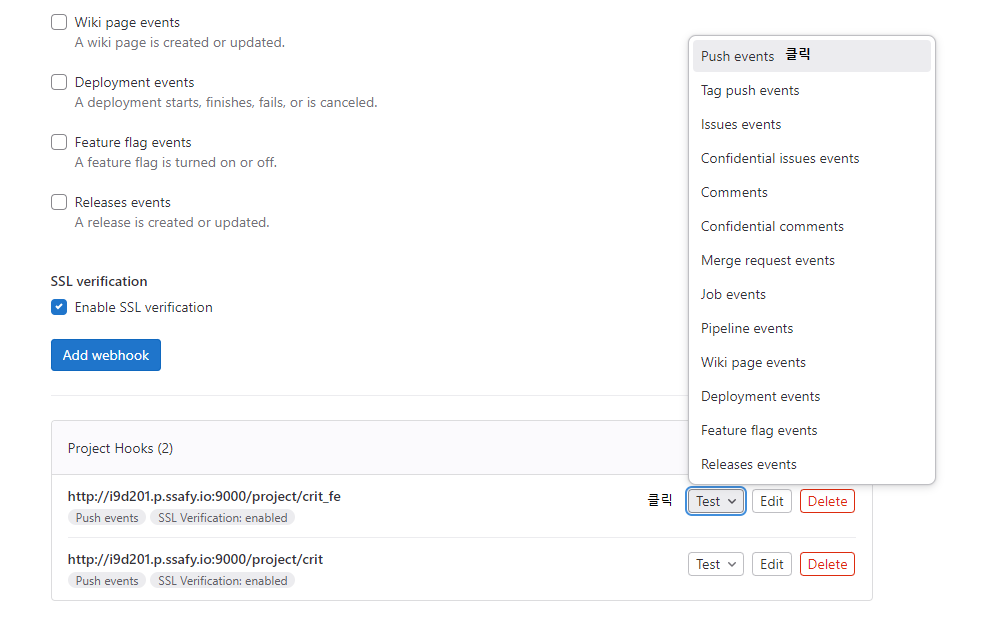 Wiki page events
A wiki page is created or updated.
Deployment events
A deployment starts, finishes, fails, or is canceled.
Feature flag events
A feature flag is turned on or off.
Releases events
A release is created or updated.
SSL verification
Enable SSL verification
Add webhook
Push events 클릭
Tag push events
Issues events
Confidential issues events
Comments
Confidential comments
Merge request events
Job events
Pipeline events
Wiki page events
Deployment events
Feature flag events
Releases events
Project Hooks (2)
http://i9d201.p.ssafy.io:9000/project/crit_fe 클릭 Test Edit Delete
Push events SSL Verification: enabled
http://i9d201.p.ssafy.io:9000/project/crit Test Edit Delete
Push events SSL Verification: enabled